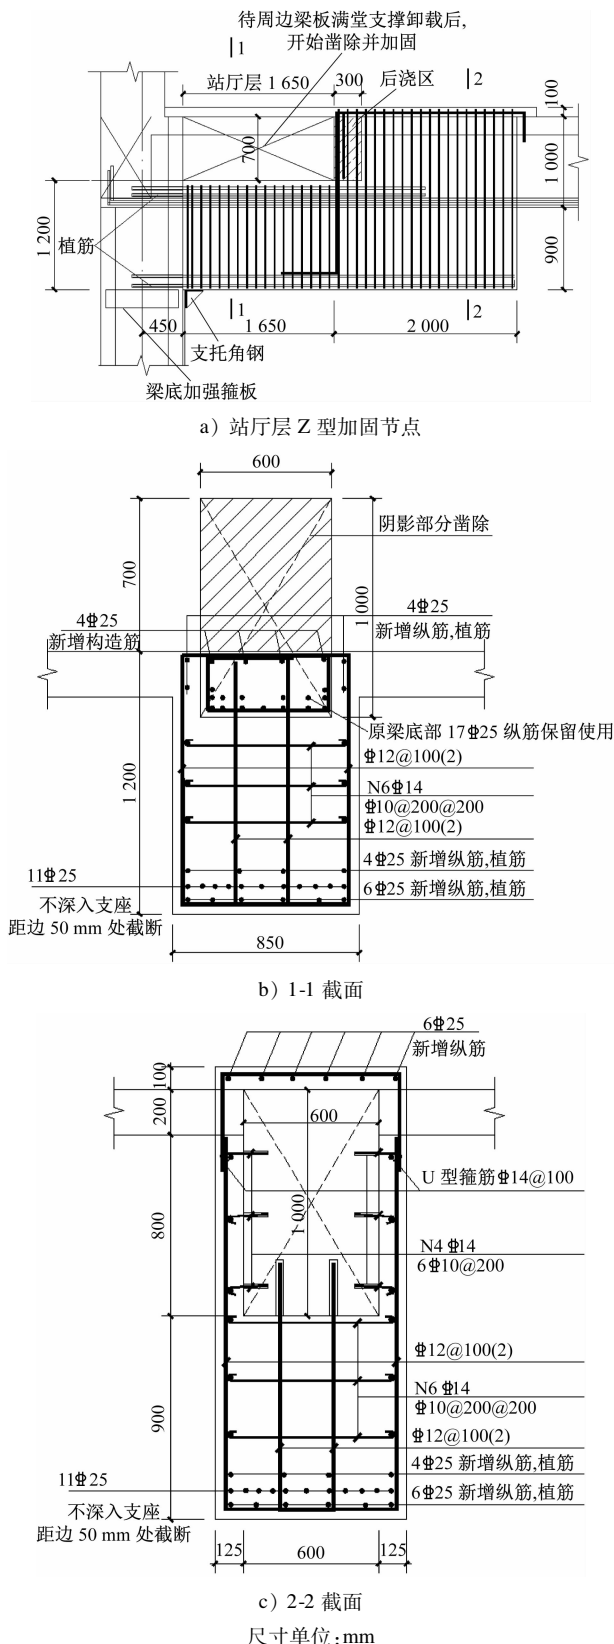 待周边梁板满堂支撑卸载后,
开始凿除并加固
1
站厅层 1 650
300
后浇区
2
100
700
1 000
1 200
植筋
900
1
2
450
1 650
2 000
支托角钢
梁底加强箍板
a) 站厅层 Z 型加固节点
600
阴影部分凿除
700
1 000
4Φ25
新增构造筋
4Φ25
新增纵筋,植筋
原梁底部 17Φ25 纵筋保留使用
Φ12@100(2)
1 200
N6Φ14
Φ10@200@200
Φ12@100(2)
11Φ25
4Φ25 新增纵筋,植筋
不深入支座
6Φ25 新增纵筋,植筋
距边 50 mm 处截断
850
b) 1-1 截面
6Φ25
新增纵筋
100
200
600
U 型箍筋Φ14@100
800
1 000
N4 Φ14
6Φ10@200
Φ12@100(2)
N6 Φ14
Φ10@200@200
900
Φ12@100(2)
4Φ25 新增纵筋,植筋
11Φ25
6Φ25 新增纵筋,植筋
不深入支座
距边 50 mm 处截断
125
600
125
c) 2-2 截面
尺寸单位:mm